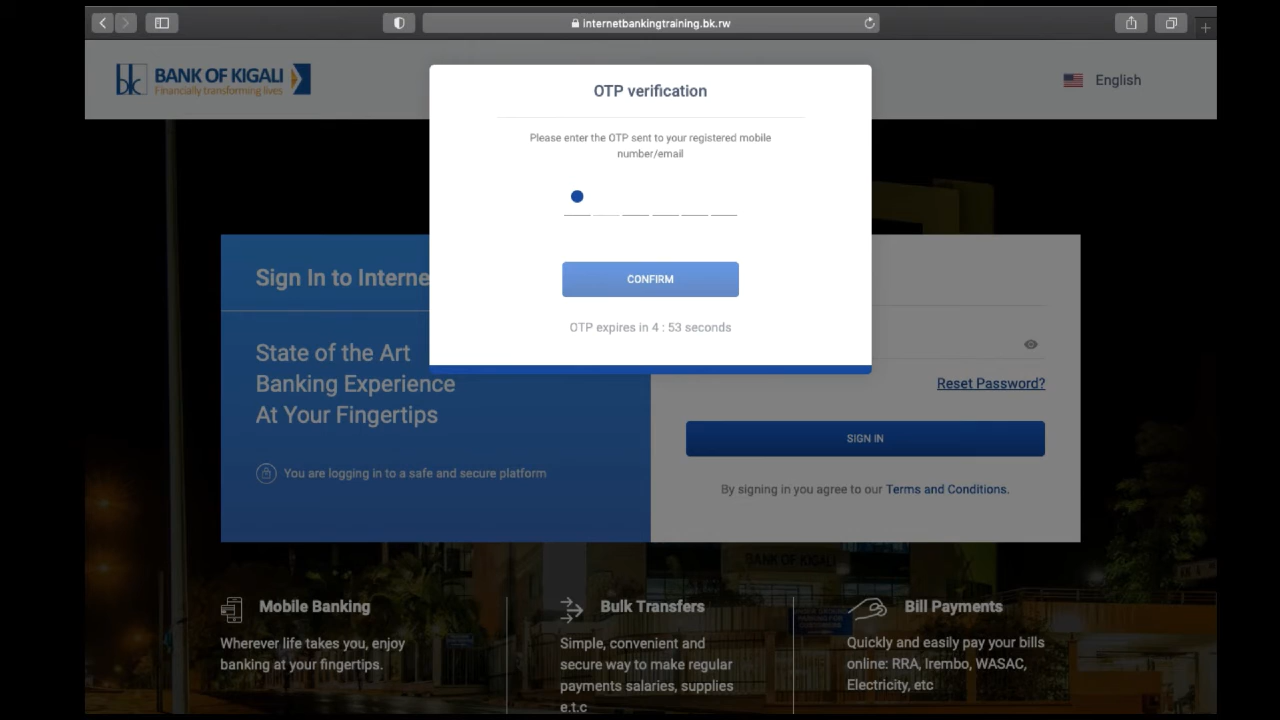 internetbankingtraining.bk.rw
bk BANK OF KIGALI
Financially transforming lives
English
OTP verification
Please enter the OTP sent to your registered mobile
number/email
CONFIRM
OTP expires in 4 : 53 seconds
Sign In to Interne
State of the Art
Banking Experience
At Your Fingertips
You are logging in to a safe and secure platform
Reset Password?
SIGN IN
By signing in you agree to our Terms and Conditions.
BANK OF KIGALI
Mobile Banking
Wherever life takes you, enjoy
banking at your fingertips.
Bulk Transfers
Simple, convenient and
secure way to make regular
payments salaries, supplies
e.t.c
Bill Payments
Quickly and easily pay your bills
online: RRA, Irembo, WASAC,
Electricity, etc